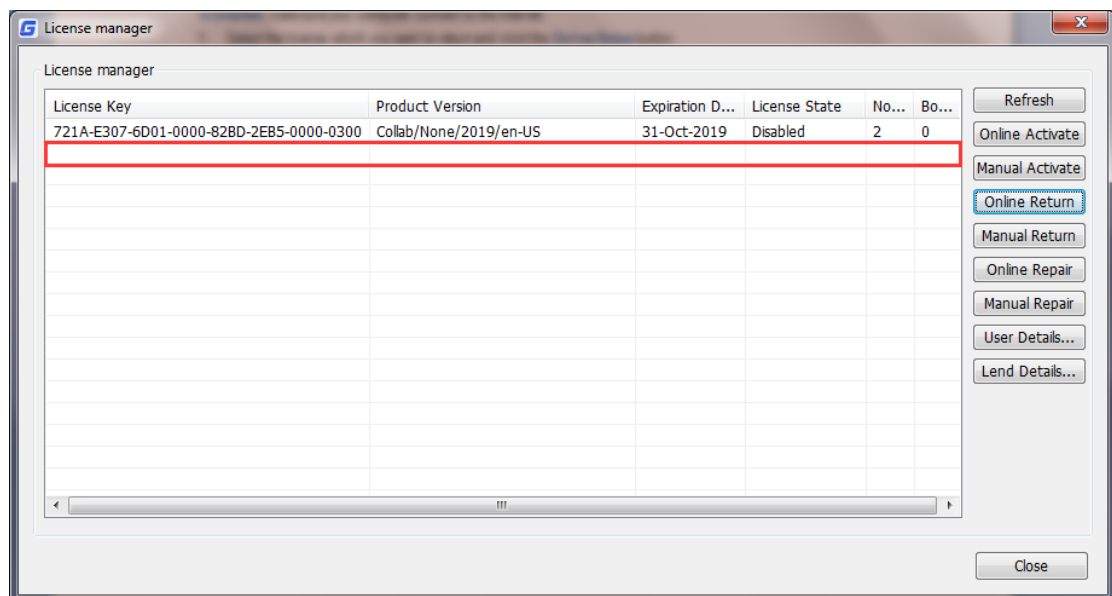 License manager
License manager
License Key Product Version Expiration D... License State No... Bo...
721A-E307-6D01-0000-82BD-2EB5-0000-0300 Collab/None/2019/en-US 31-Oct-2019 Disabled 2 0
Refresh
Online Activate
Manual Activate
Online Return
Manual Return
Online Repair
Manual Repair
User Details...
Lend Details...
Close